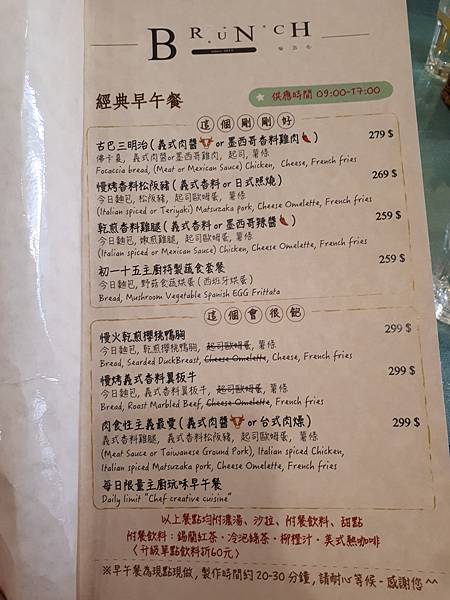 BRUNCH
經典早午餐
供應時間 09:00-17:00
這個剛剛好
古巴三明治(義式肉醬 or 墨西哥香料雞肉) 279 $
佛卡夏, 義式肉醬or墨西哥雞肉, 起司, 薯條
Focaccia bread, (Meat or Mexican Sauce) Chicken, Cheese, French fries
慢烤香料松阪豬(義式香料 or 日式照燒) 269 $
今日麵包, 松阪豬, 起司歐姆蛋, 薯條
(Italian spiced or Teriyaki) Matsuzaka pork, Cheese Omelette, French fries
乾煎香料雞腿(義式香料 or 墨西哥辣醬) 259 $
今日麵包, 嫩煎雞腿, 起司歐姆蛋, 薯條
(Italian spiced or Mexican Sauce) Chicken, Cheese Omelette, French fries
初一十五主廚特製蔬食套餐 259 $
今日麵包, 野菇食蔬烘蛋(西班牙烘蛋)
Bread, Mushroom Vegetable Spanish EGG Frittata
這個會很飽
慢火乾煎櫻桃鴨胸 299 $
今日麵包, 乾煎櫻桃鴨胸, 起司歐姆蛋, 薯條
Bread, Searded DuckBreast, Cheese Omelette, Cheese, French fries
慢烤義式香料翼板牛 299 $
今日麵包, 義式香料翼板牛, 起司歐姆蛋, 薯條
Bread, Roast Marbled Beef, Cheese Omelette, French fries
肉食性主義最愛(義式肉醬 or 台式肉燥) 299 $
義式香料雞腿, 義式香料松阪豬, 起司歐姆蛋, 薯條
(Meat Sauce or Taiwanese Ground Pork), Italian spiced Chicken,
Italian spiced Matsuzaka pork, Cheese Omelette, French fries
每日限量主廚玩味早午餐
Daily limit "Chef creative cuisine"
以上餐點均附濃湯、沙拉、附餐飲料、甜點
附餐飲料:錫蘭紅茶・冷泡綠茶・柳橙汁・美式熱咖啡
〈升級單點飲料折60元〉
※早午餐為現點現做,製作時間約20-30分鐘,請耐心等候-感謝您^^